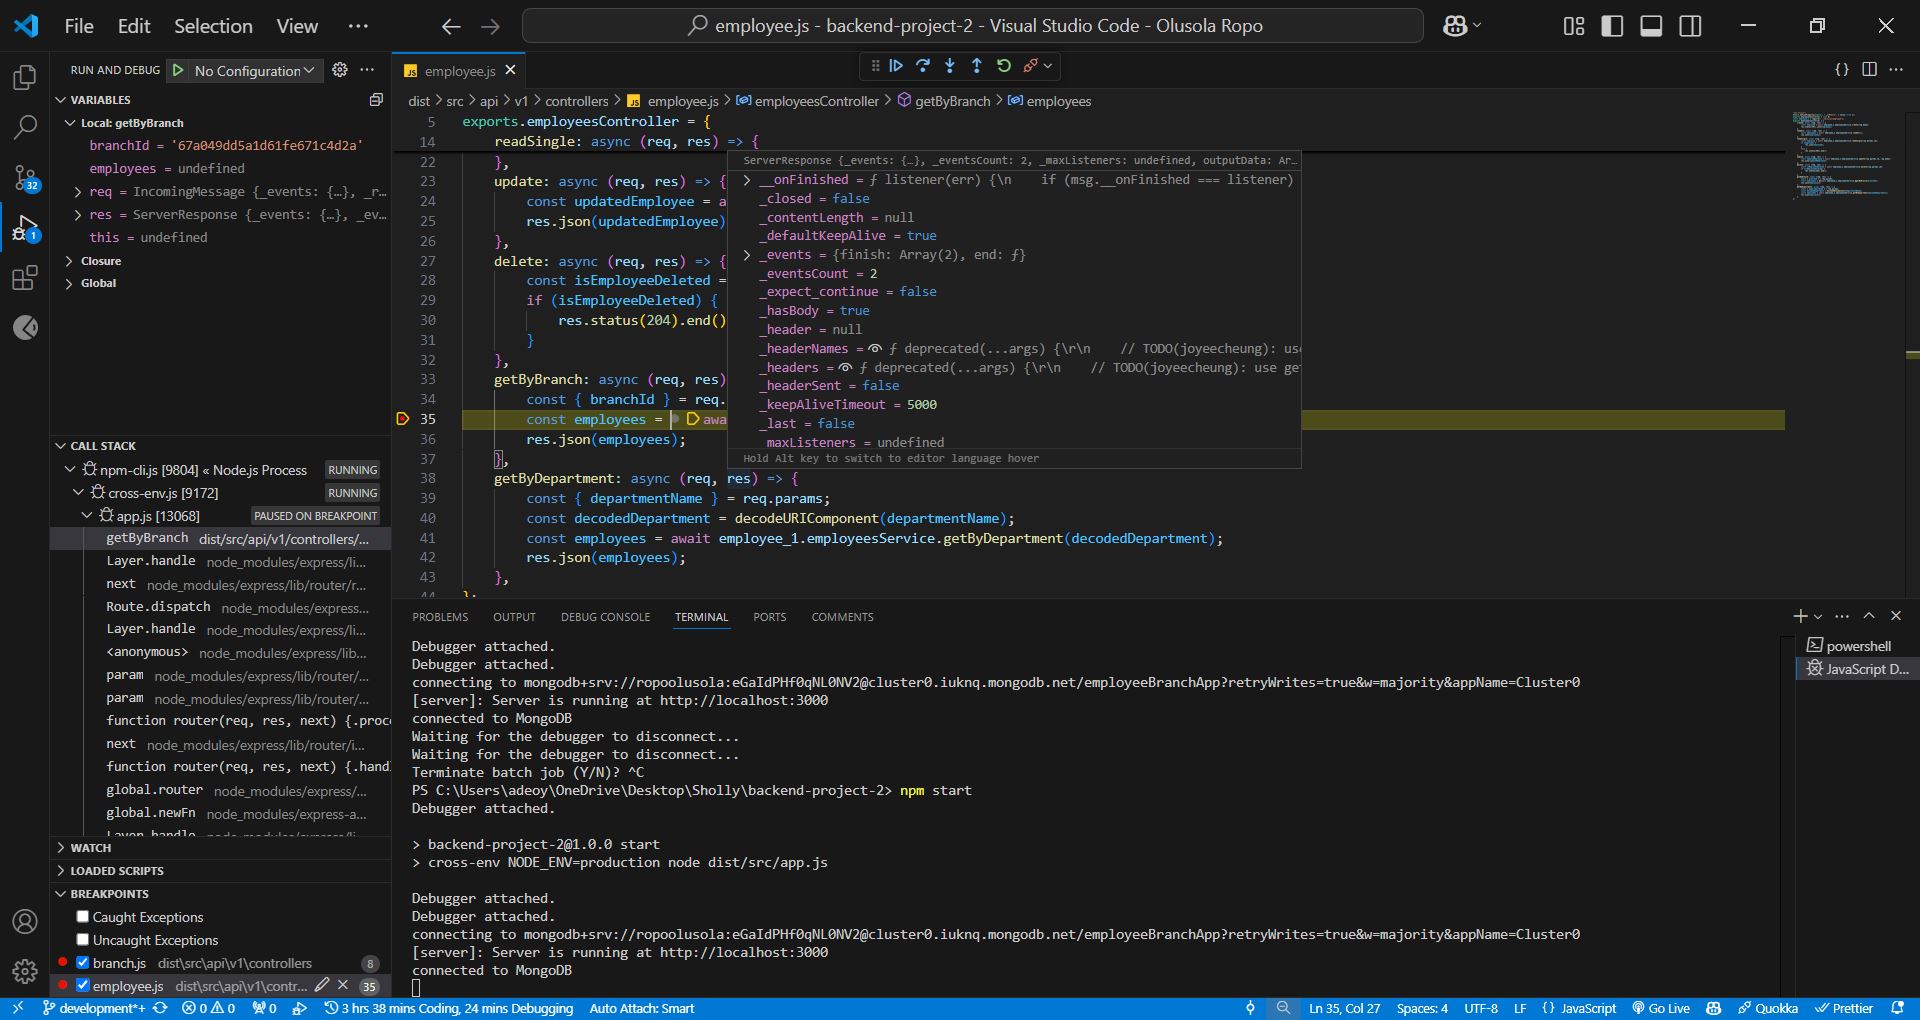 File Edit Selection View ···
employee.js - backend-project-2 - Visual Studio Code - Olusola Ropo
RUN AND DEBUG No Configuration
VARIABLES
Local: getByBranch
branchId = '67a049dd5a1d61fe671c4d2a'
employees = undefined
req = IncomingMessage {_events: {…}, _r…
res = ServerResponse {_events: {…}, _ev…
this = undefined
Closure
Global
CALL STACK
npm-cli.js [9804] « Node.js Process RUNNING
cross-env.js [9172] RUNNING
app.js [13068] PAUSED ON BREAKPOINT
getByBranch dist/src/api/v1/controllers/...
Layer.handle node_modules/express/li...
next node_modules/express/lib/router/r...
Route.dispatch node_modules/express...
Layer.handle node_modules/express/li...
<anonymous> node_modules/express/lib...
param node_modules/express/lib/router/...
param node_modules/express/lib/router/...
function router(req, res, next) {.proc
next node_modules/express/lib/router/i...
function router(req, res, next) {.hand
global.router node_modules/express/...
global.newFn node_modules/express-a...
Layer.handle node_modules/express/li...
WATCH
LOADED SCRIPTS
BREAKPOINTS
Caught Exceptions
Uncaught Exceptions
branch.js dist\src\api\v1\controllers 8
employee.js dist\src\api\v1\contr... 35
32
1
JS employee.js
dist > src > api > v1 > controllers > JS employee.js > employeesController > getByBranch > employees
5 exports.employeesController = {
14 readSingle: async (req, res) => {
22 },
23 update: async (req, res) => {
24 const updatedEmployee = a
25 res.json(updatedEmployee)
26 },
27 delete: async (req, res) => {
28 const isEmployeeDeleted =
29 if (isEmployeeDeleted) {
30 res.status(204).end()
31 }
32 },
33 getByBranch: async (req, res)
34 const { branchId } = req.
35 const employees = awa
36 res.json(employees);
37 },
38 getByDepartment: async (req, res) => {
39 const { departmentName } = req.params;
40 const decodedDepartment = decodeURIComponent(departmentName);
41 const employees = await employee_1.employeesService.getByDepartment(decodedDepartment);
42 res.json(employees);
43 },
44 };
ServerResponse {_events: {…}, _eventsCount: 2, _maxListeners: undefined, outputData: Ar…
__onFinished = ƒ listener(err) {\n    if (msg.__onFinished === listener)
_closed = false
_contentLength = null
_defaultKeepAlive = true
_events = {finish: Array(2), end: ƒ}
_eventsCount = 2
_expect_continue = false
_hasBody = true
_header = null
_headerNames = ƒ deprecated(...args) {\r\n    // TODO(joyeecheung): use
_headers = ƒ deprecated(...args) {\r\n    // TODO(joyeecheung): use get
_headerSent = false
_keepAliveTimeout = 5000
_last = false
_maxListeners = undefined
Hold Alt key to switch to editor language hover
PROBLEMS OUTPUT DEBUG CONSOLE TERMINAL PORTS COMMENTS
Debugger attached.
Debugger attached.
connecting to mongodb+srv://ropoolusola:eGaIdPHf0qNL0NV2@cluster0.iuknq.mongodb.net/employeeBranchApp?retryWrites=true&w=majority&appName=Cluster0
[server]: Server is running at http://localhost:3000
connected to MongoDB
Waiting for the debugger to disconnect...
Waiting for the debugger to disconnect...
Terminate batch job (Y/N)? ^C
PS C:\Users\adeoy\OneDrive\Desktop\Sholly\backend-project-2> npm start
Debugger attached.
> backend-project-2@1.0.0 start
> cross-env NODE_ENV=production node dist/src/app.js
Debugger attached.
Debugger attached.
connecting to mongodb+srv://ropoolusola:eGaIdPHf0qNL0NV2@cluster0.iuknq.mongodb.net/employeeBranchApp?retryWrites=true&w=majority&appName=Cluster0
[server]: Server is running at http://localhost:3000
connected to MongoDB
powershell
JavaScript D...
development*+ 0 0 0 3 hrs 38 mins Coding, 24 mins Debugging Auto Attach: Smart Ln 35, Col 27 Spaces: 4 UTF-8 LF {} JavaScript Go Live Quokka Prettier